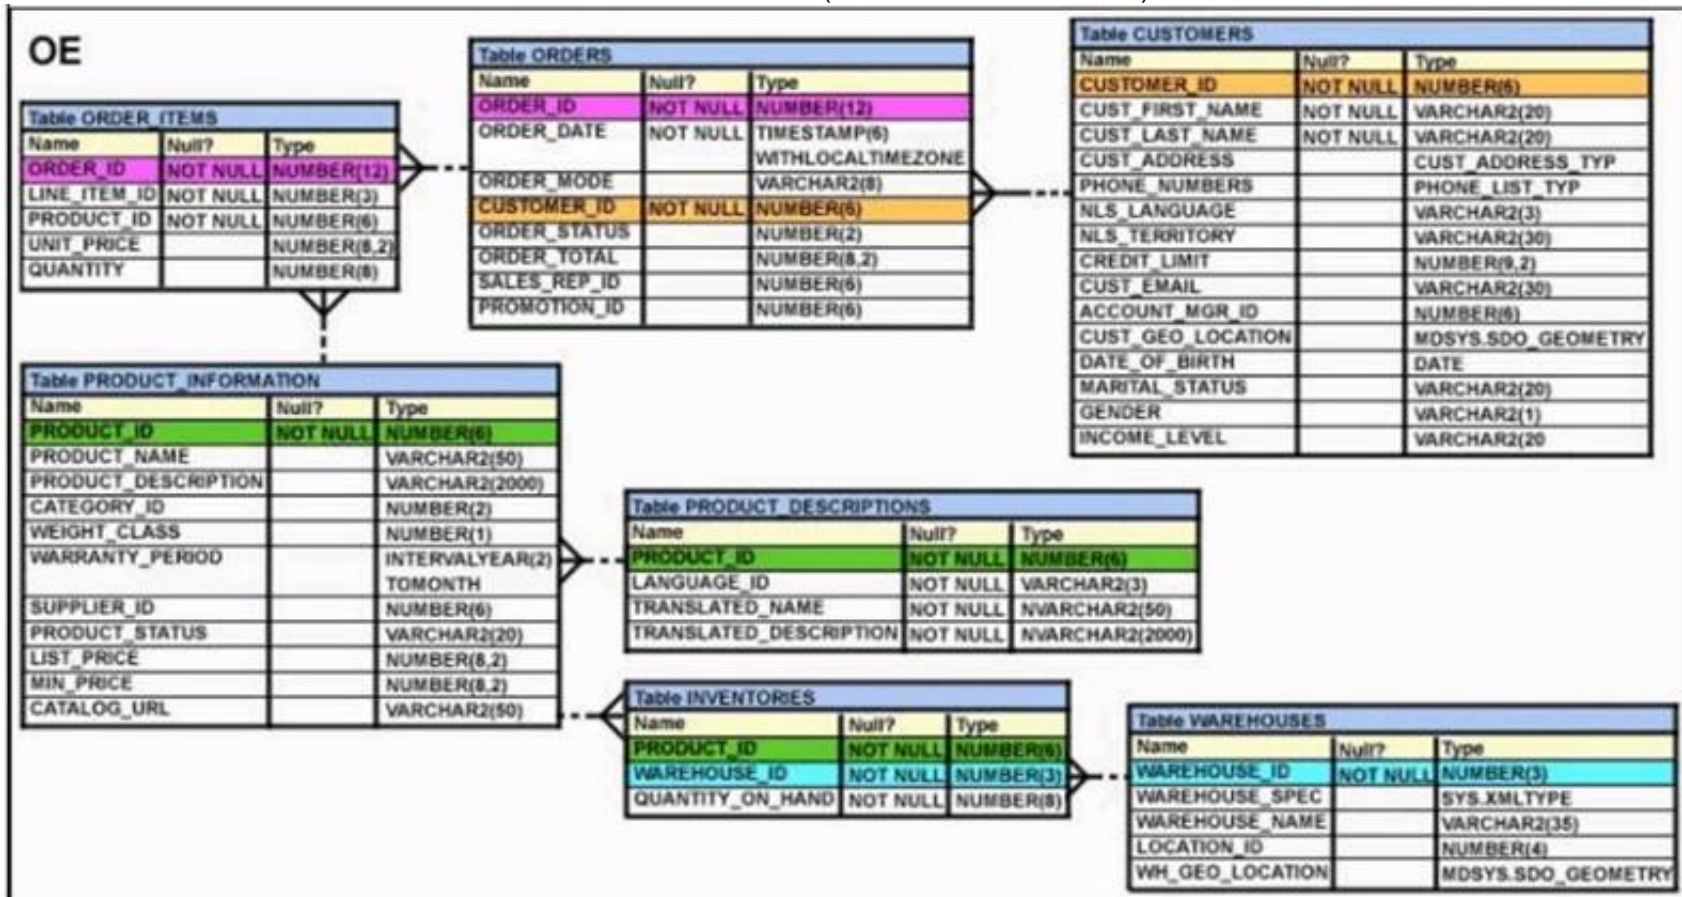 OE
Table ORDER_ITEMS
Name Null? Type
ORDER_ID NOT NULL NUMBER(12)
LINE_ITEM_ID NOT NULL NUMBER(3)
PRODUCT_ID NOT NULL NUMBER(6)
UNIT_PRICE NUMBER(8,2)
QUANTITY NUMBER(8)
Table ORDERS
Name Null? Type
ORDER_ID NOT NULL NUMBER(12)
ORDER_DATE NOT NULL TIMESTAMP(6)
WITHLOCALTIMEZONE
ORDER_MODE VARCHAR2(8)
CUSTOMER_ID NOT NULL NUMBER(6)
ORDER_STATUS NUMBER(2)
ORDER_TOTAL NUMBER(8,2)
SALES_REP_ID NUMBER(6)
PROMOTION_ID NUMBER(6)
Table CUSTOMERS
Name Null? Type
CUSTOMER_ID NOT NULL NUMBER(6)
CUST_FIRST_NAME NOT NULL VARCHAR2(20)
CUST_LAST_NAME NOT NULL VARCHAR2(20)
CUST_ADDRESS CUST_ADDRESS_TYP
PHONE_NUMBERS PHONE_LIST_TYP
NLS_LANGUAGE VARCHAR2(3)
NLS_TERRITORY VARCHAR2(30)
CREDIT_LIMIT NUMBER(9,2)
CUST_EMAIL VARCHAR2(30)
ACCOUNT_MGR_ID NUMBER(6)
CUST_GEO_LOCATION MDSYS.SDO_GEOMETRY
DATE_OF_BIRTH DATE
MARITAL_STATUS VARCHAR2(20)
GENDER VARCHAR2(1)
INCOME_LEVEL VARCHAR2(20
Table PRODUCT_INFORMATION
Name Null? Type
PRODUCT_ID NOT NULL NUMBER(6)
PRODUCT_NAME VARCHAR2(50)
PRODUCT_DESCRIPTION VARCHAR2(2000)
CATEGORY_ID NUMBER(2)
WEIGHT_CLASS NUMBER(1)
WARRANTY_PERIOD INTERVALYEAR(2)
TOMONTH
SUPPLIER_ID NUMBER(6)
PRODUCT_STATUS VARCHAR2(20)
LIST_PRICE NUMBER(8,2)
MIN_PRICE NUMBER(8,2)
CATALOG_URL VARCHAR2(50)
Table PRODUCT_DESCRIPTIONS
Name Null? Type
PRODUCT_ID NOT NULL NUMBER(6)
LANGUAGE_ID NOT NULL VARCHAR2(3)
TRANSLATED_NAME NOT NULL NVARCHAR2(50)
TRANSLATED_DESCRIPTION NOT NULL NVARCHAR2(2000)
Table INVENTORIES
Name Null? Type
PRODUCT_ID NOT NULL NUMBER(6)
WAREHOUSE_ID NOT NULL NUMBER(3)
QUANTITY_ON_HAND NOT NULL NUMBER(8)
Table WAREHOUSES
Name Null? Type
WAREHOUSE_ID NOT NULL NUMBER(3)
WAREHOUSE_SPEC SYS.XMLTYPE
WAREHOUSE_NAME VARCHAR2(35)
LOCATION_ID NUMBER(4)
WH_GEO_LOCATION MDSYS.SDO_GEOMETRY